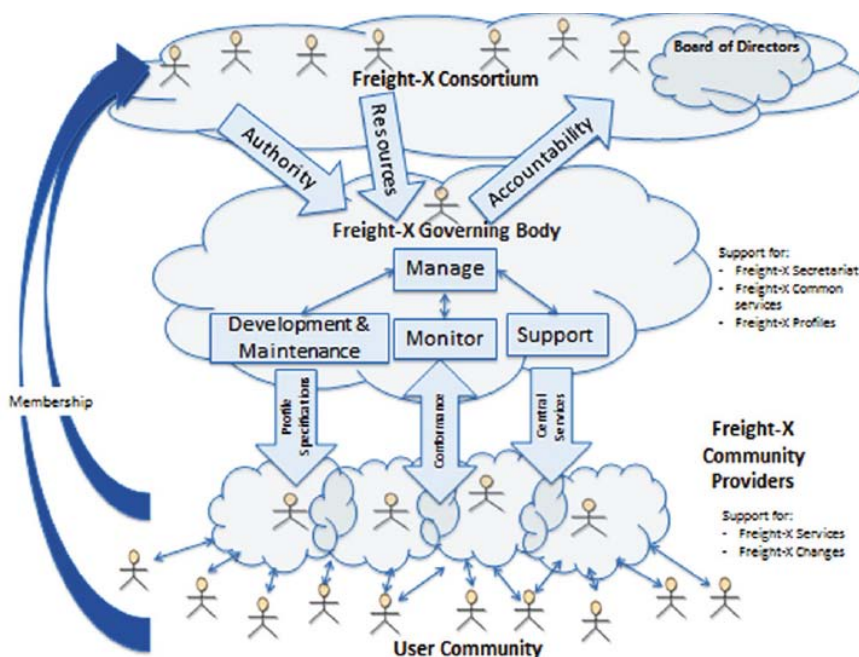 Board of Directors
Freight-X Consortium
Authority
Resources
Accountability
Freight-X Governing Body
Manage
Development &
Maintenance
Monitor
Support
Support for:
- Freight-X Secretariat
- Freight-X Common
services
- Freight-X Profiles
Membership
Profile
Specifications
Conformance
Central
Services
Freight-X
Community
Providers
Support for:
- Freight-X Services
- Freight-X Changes
User Community